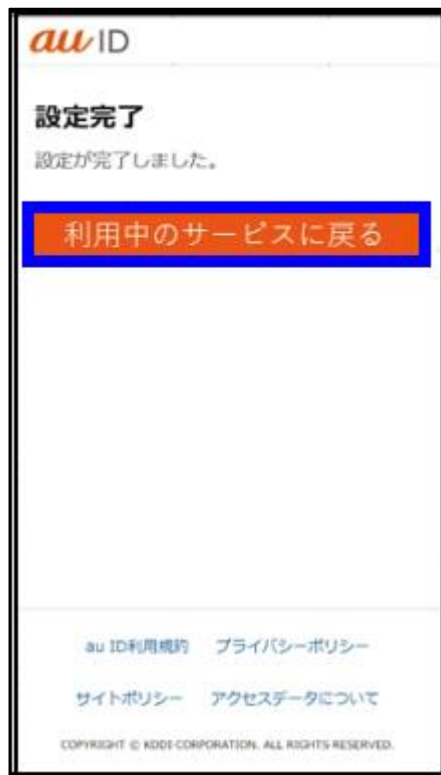 au ID
設定完了
設定が完了しました。
利用中のサービスに戻る
au ID利用規約 プライバシーポリシー
サイトポリシー アクセスデータについて
COPYRIGHT © KDDI CORPORATION. ALL RIGHTS RESERVED.